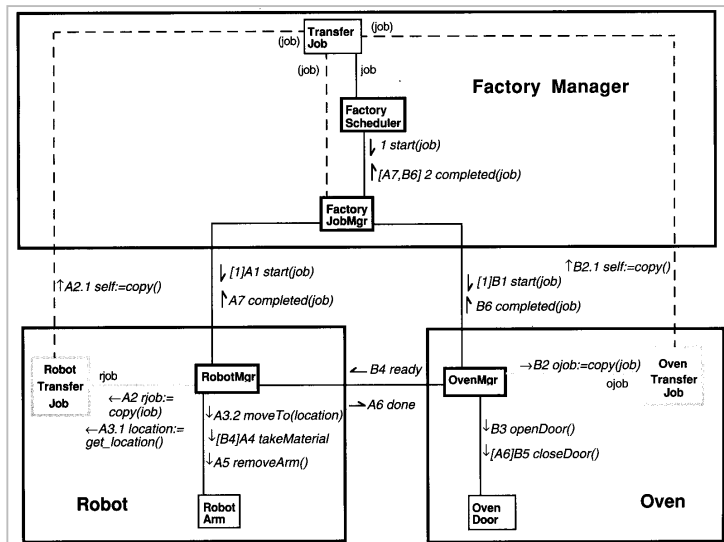 Transfer
Job
(job)
(job)
(job)
job
Factory Manager
Factory
Scheduler
1 start(job)
[A7,B6] 2 completed(job)
Factory
JobMgr
↑A2.1 self:=copy()
[1]A1 start(job)
A7 completed(job)
↑B2.1 self:=copy()
[1]B1 start(job)
B6 completed(job)
Robot
Transfer
Job
rjob
←A2 rjob:=
copy(iob)
←A3.1 location:=
get_location()
RobotMgr
B4 ready
A6 done
OvenMgr
→B2 ojob:=copy(job)
ojob
Oven
Transfer
Job
↓A3.2 moveTo(location)
↓[B4]A4 takeMaterial
↓A5 removeArm()
↓B3 openDoor()
↓[A6]B5 closeDoor()
Robot
Robot
Arm
Oven
Door
Oven